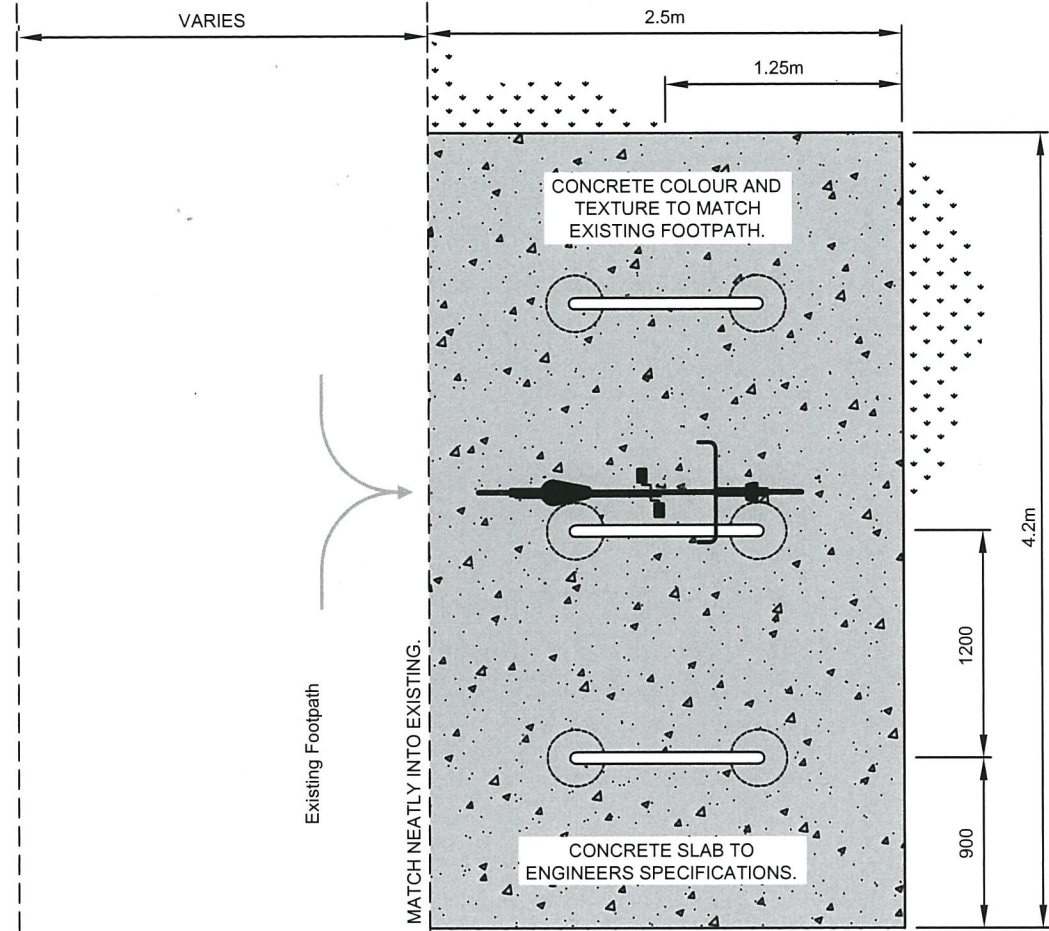 VARIES
2.5m
1.25m
CONCRETE COLOUR AND
TEXTURE TO MATCH
EXISTING FOOTPATH.
4.2m
1200
900
Existing Footpath
MATCH NEATLY INTO EXISTING.
CONCRETE SLAB TO
ENGINEERS SPECIFICATIONS.